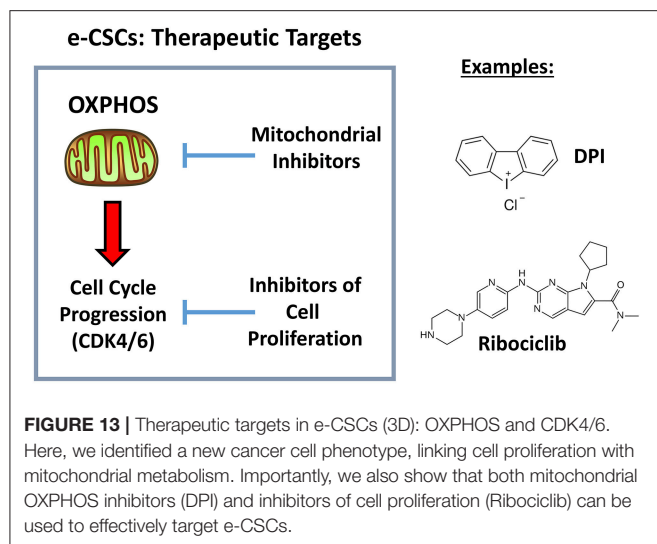 e-CSCs: Therapeutic Targets
OXPHOS
Mitochondrial
Inhibitors
Cell Cycle
Progression
(CDK4/6)
Inhibitors of
Cell
Proliferation
Examples:
I+
Cl−
DPI
N
H
N
N
N
N
N
HN
N
O
N
Ribociclib
FIGURE 13 | Therapeutic targets in e-CSCs (3D): OXPHOS and CDK4/6.
Here, we identified a new cancer cell phenotype, linking cell proliferation with
mitochondrial metabolism. Importantly, we also show that both mitochondrial
OXPHOS inhibitors (DPI) and inhibitors of cell proliferation (Ribociclib) can be
used to effectively target e-CSCs.